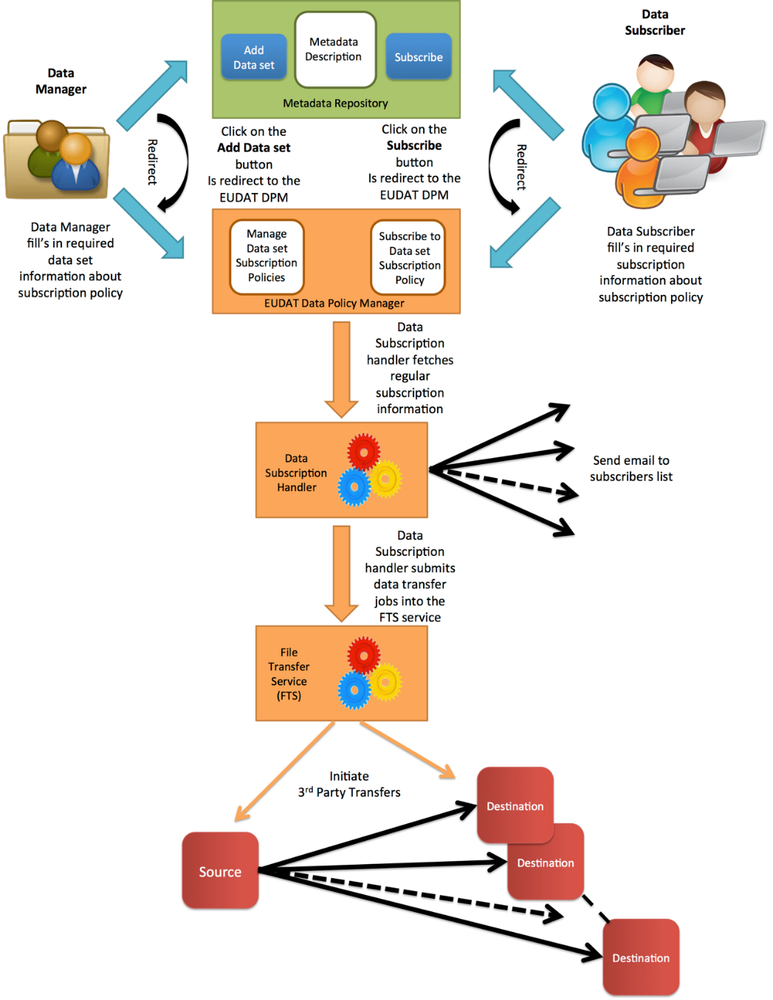 Data
Subscriber
Add
Data set
Metadata
Description
Subscribe
Metadata Repository
Data
Manager
Redirect
Click on the
Add Data set
button
Is redirect to the
EUDAT DPM
Click on the
Subscribe
button
Is redirect to the
EUDAT DPM
Redirect
Data Manager
fill's in required
data set
information about
subscription policy
Manage
Data set
Subscription
Policies
Subscribe to
Data set
Subscription
Policy
EUDAT Data Policy Manager
Data Subscriber
fill's in required
subscription
information about
subscription policy
Data
Subscription
handler fetches
regular
subscription
information
Data
Subscription
Handler
Send email to
subscribers list
Data
Subscription
handler submits
data transfer
jobs into the
FTS service
File
Transfer
Service
(FTS)
Initiate
3rd Party Transfers
Destination
Destination
Source
Destination